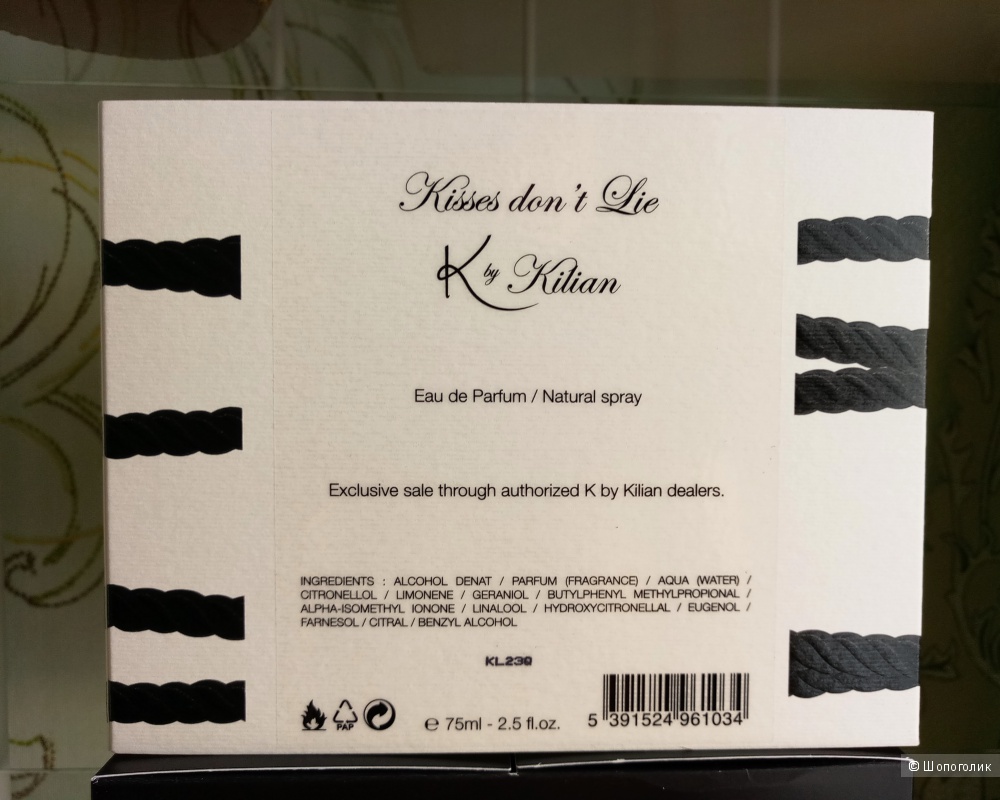 Kisses don't Lie
K by Kilian
Eau de Parfum / Natural spray
Exclusive sale through authorized K by Kilian dealers.
INGREDIENTS : ALCOHOL DENAT / PARFUM (FRAGRANCE) / AQUA (WATER) /
CITRONELLOL / LIMONENE / GERANIOL / BUTYLPHENYL METHYLPROPIONAL /
ALPHA-ISOMETHYL IONONE / LINALOOL / HYDROXYCITRONELLAL / EUGENOL /
FARNESOL / CITRAL / BENZYL ALCOHOL
KL23Q
PAP
℮ 75ml - 2.5 fl.oz.
5 391524 961034
© Шопоголик